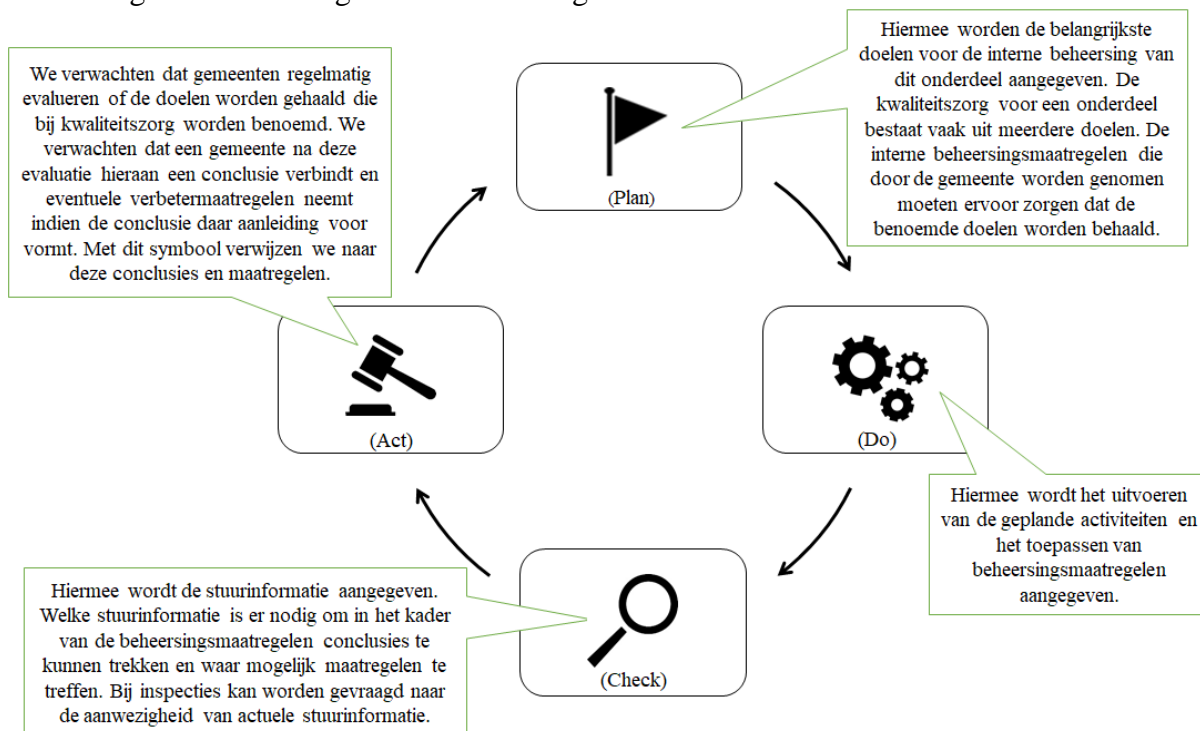 Hiermee worden de belangrijkste
doelen voor de interne beheersing van
dit onderdeel aangegeven. De
kwaliteitszorg voor een onderdeel
bestaat vaak uit meerdere doelen. De
interne beheersingsmaatregelen die
door de gemeente worden genomen
moeten ervoor zorgen dat de
benoemde doelen worden behaald.
We verwachten dat gemeenten regelmatig
evalueren of de doelen worden gehaald die
bij kwaliteitszorg worden benoemd. We
verwachten dat een gemeente na deze
evaluatie hieraan een conclusie verbindt en
eventuele verbetermaatregelen neemt
indien de conclusie daar aanleiding voor
vormt. Met dit symbool verwijzen we naar
deze conclusies en maatregelen.
(Plan)
(Act)
(Do)
Hiermee wordt het uitvoeren
van de geplande activiteiten en
het toepassen van
beheersingsmaatregelen
aangegeven.
Hiermee wordt de stuurinformatie aangegeven.
Welke stuurinformatie is er nodig om in het kader
van de beheersingsmaatregelen conclusies te
kunnen trekken en waar mogelijk maatregelen te
treffen. Bij inspecties kan worden gevraagd naar
de aanwezigheid van actuele stuurinformatie.
(Check)